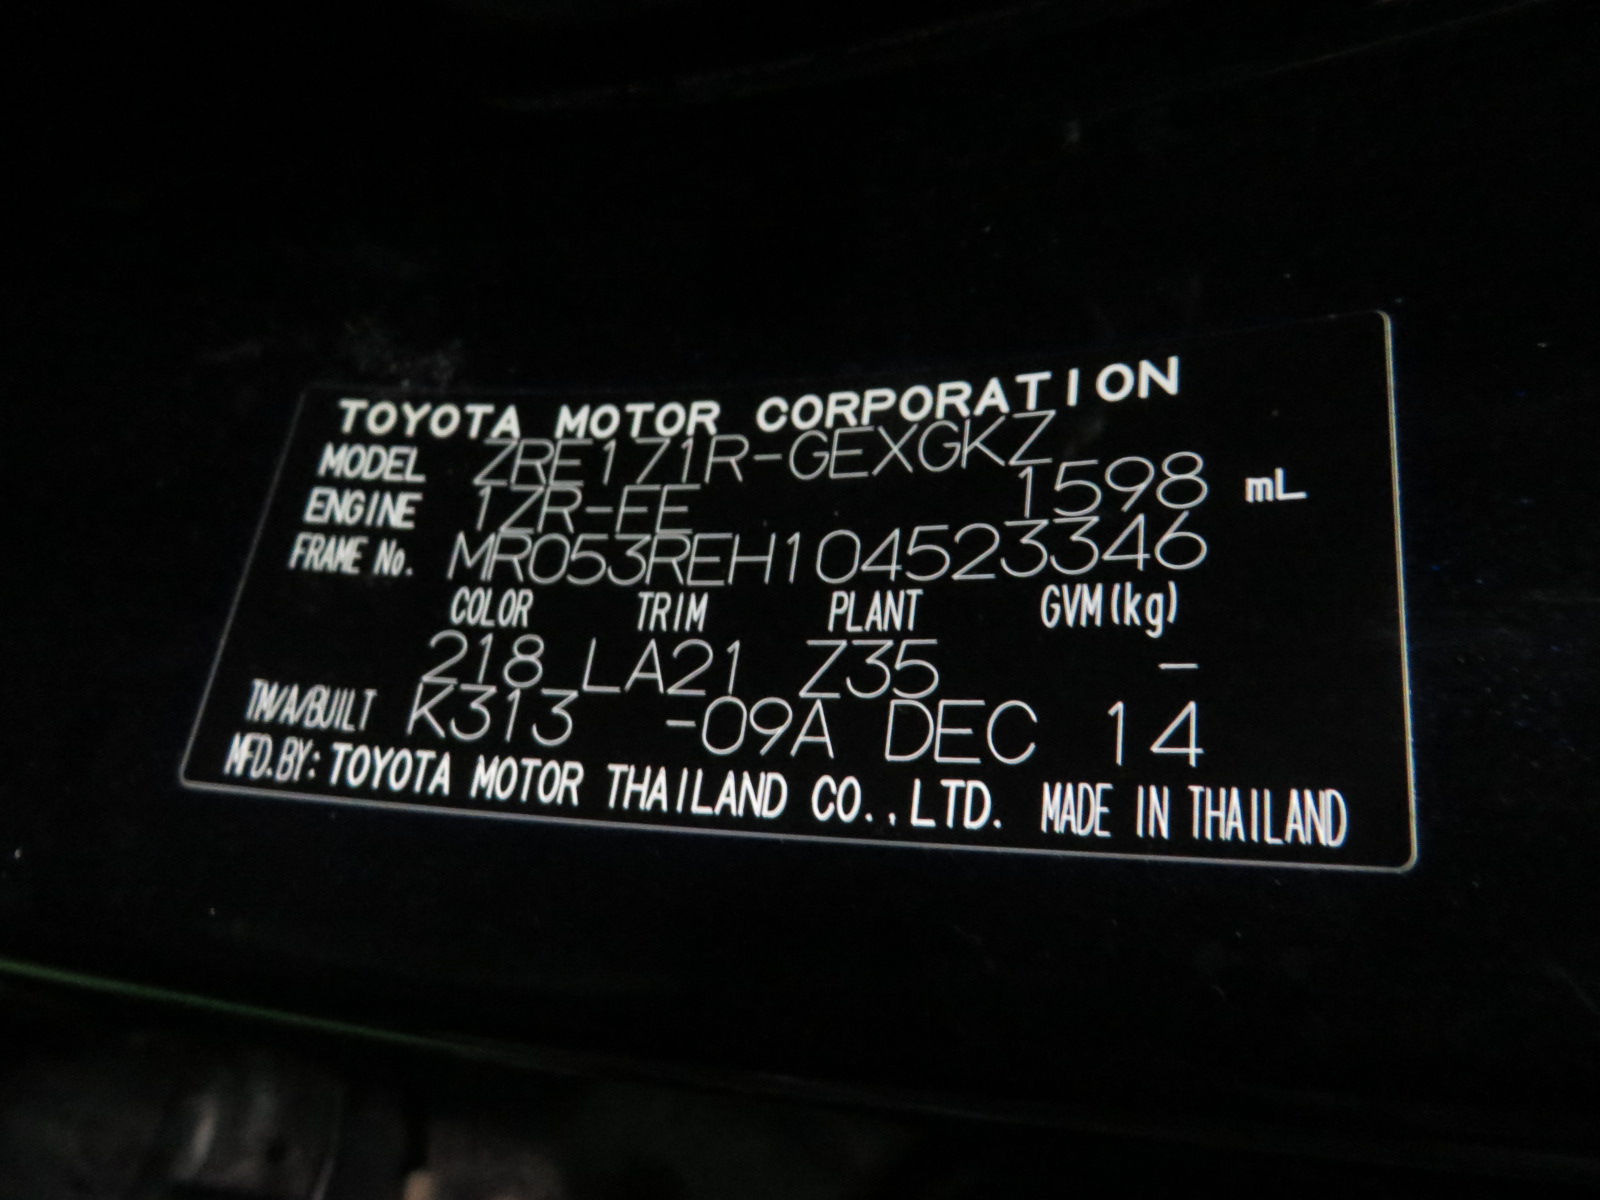 TOYOTA MOTOR CORPORATION
MODEL ZRE171R-GEXGKZ
ENGINE 1ZR-FE 1598 mL
FRAME No. MR053REH104523346
COLOR TRIM PLANT GVM(kg)
218 LA21 Z35 -
TM/A/BUILT K313 -09A DEC 14
MFD.BY: TOYOTA MOTOR THAILAND CO.,LTD. MADE IN THAILAND